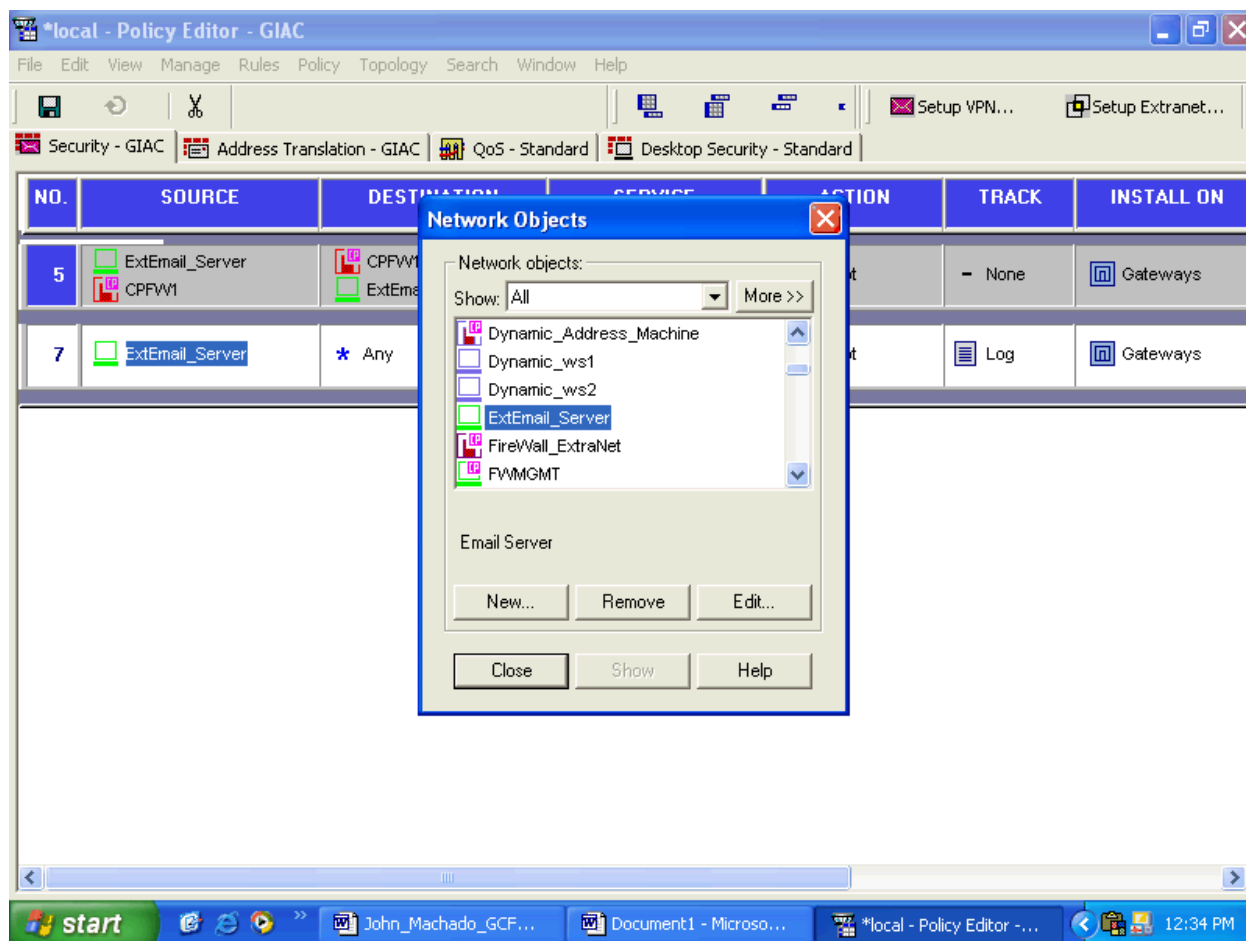 *local - Policy Editor - GIAC
File Edit View Manage Rules Policy Topology Search Window Help
Setup VPN... Setup Extranet...
Security - GIAC Address Translation - GIAC QoS - Standard Desktop Security - Standard
NO. SOURCE TRACK INSTALL ON
Network Objects
5 ExtEmail_Server CPFW1 None Gateways
CPFW1
7 ExtEmail_Server * Any Log Gateways
Network objects:
Show: All More >>
Dynamic_Address_Machine
Dynamic_ws1
Dynamic_ws2
ExtEmail_Server
FireWall_ExtraNet
FWMGMT
Email Server
New... Remove Edit...
Close Show Help
start John_Machado_GCF... Document1 - Microso... *local - Policy Editor -... 12:34 PM